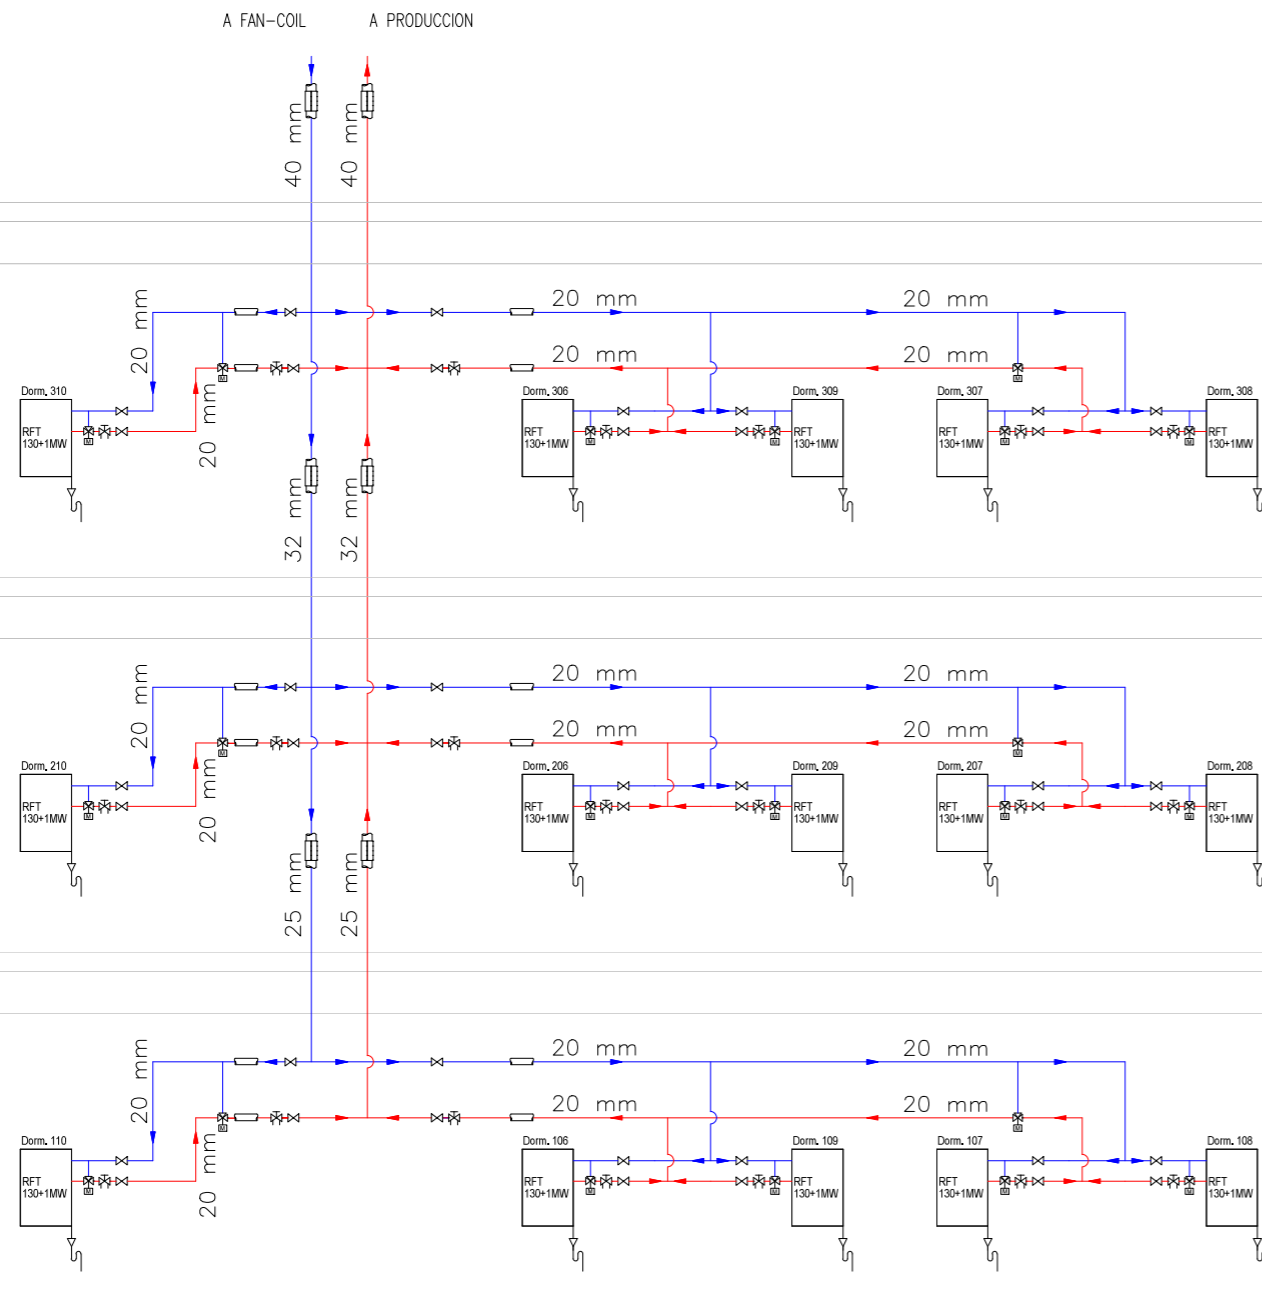 A FAN-COIL
A PRODUCCION
40 mm
40 mm
20 mm
20 mm
20 mm
20 mm
20 mm
20 mm
Dorm. 310
RFT
130+1MW
Dorm. 306
RFT
130+1MW
Dorm. 309
RFT
130+1MW
Dorm. 307
RFT
130+1MW
Dorm. 308
RFT
130+1MW
32 mm
32 mm
20 mm
20 mm
20 mm
20 mm
20 mm
20 mm
Dorm. 210
RFT
130+1MW
Dorm. 206
RFT
130+1MW
Dorm. 209
RFT
130+1MW
Dorm. 207
RFT
130+1MW
Dorm. 208
RFT
130+1MW
25 mm
25 mm
20 mm
20 mm
20 mm
20 mm
20 mm
20 mm
Dorm. 110
RFT
130+1MW
Dorm. 106
RFT
130+1MW
Dorm. 109
RFT
130+1MW
Dorm. 107
RFT
130+1MW
Dorm. 108
RFT
130+1MW